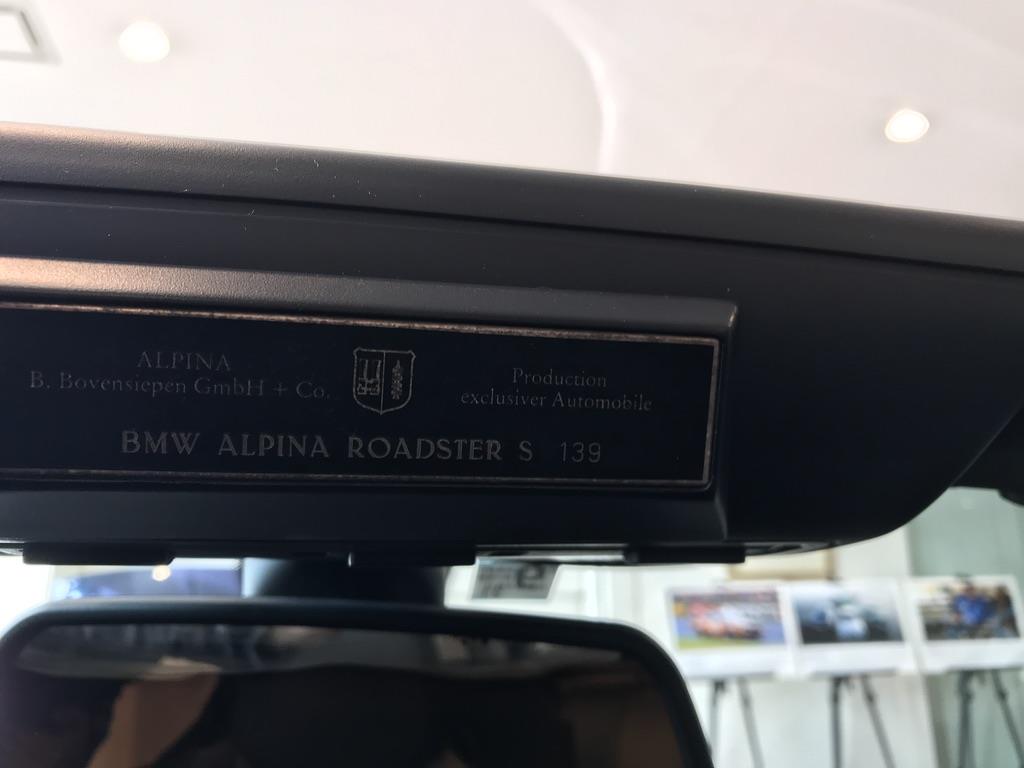 ALPINA
B. Bovensiepen GmbH + Co.
Production
exclusiver Automobile
BMW ALPINA ROADSTER S 139